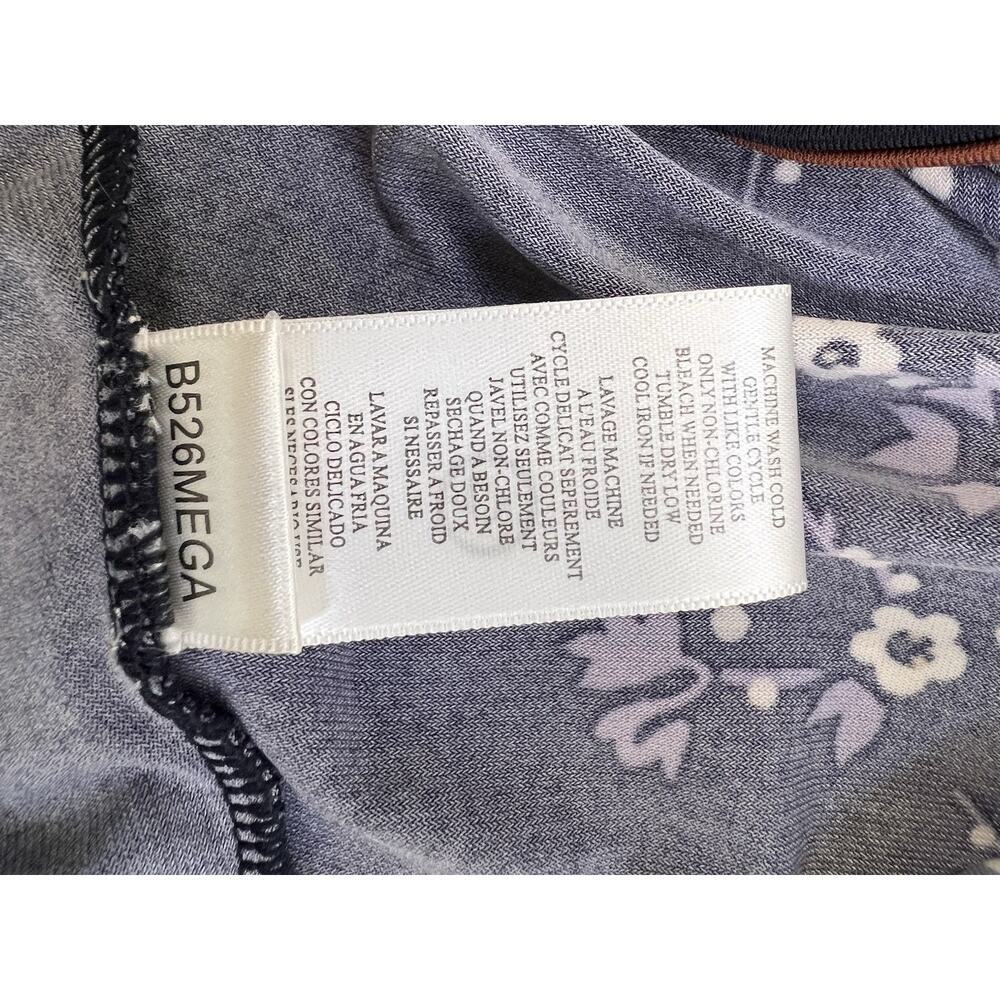 MACHINE WASH COLD
GENTLE CYCLE
WITH LIKE COLORS
ONLY NON-CHLORINE
BLEACH WHEN NEEDED
TUMBLE DRY LOW
COOL IRON IF NEEDED
LAVAGE MACHINE
A L'EAU FROIDE
CYCLE DELICAT SEPEREMENT
AVEC COMME COULEURS
UTILISEZ SEULEMENT
JAVEL NON-CHLORE
QUAND A BESOIN
SECHAGE DOUX
REPASSER A FROID
SI NESSAIRE
LAVAR A MAQUINA
EN AGUA FRIA
CICLO DELICADO
CON COLORES SIMILAR
B526MEGA